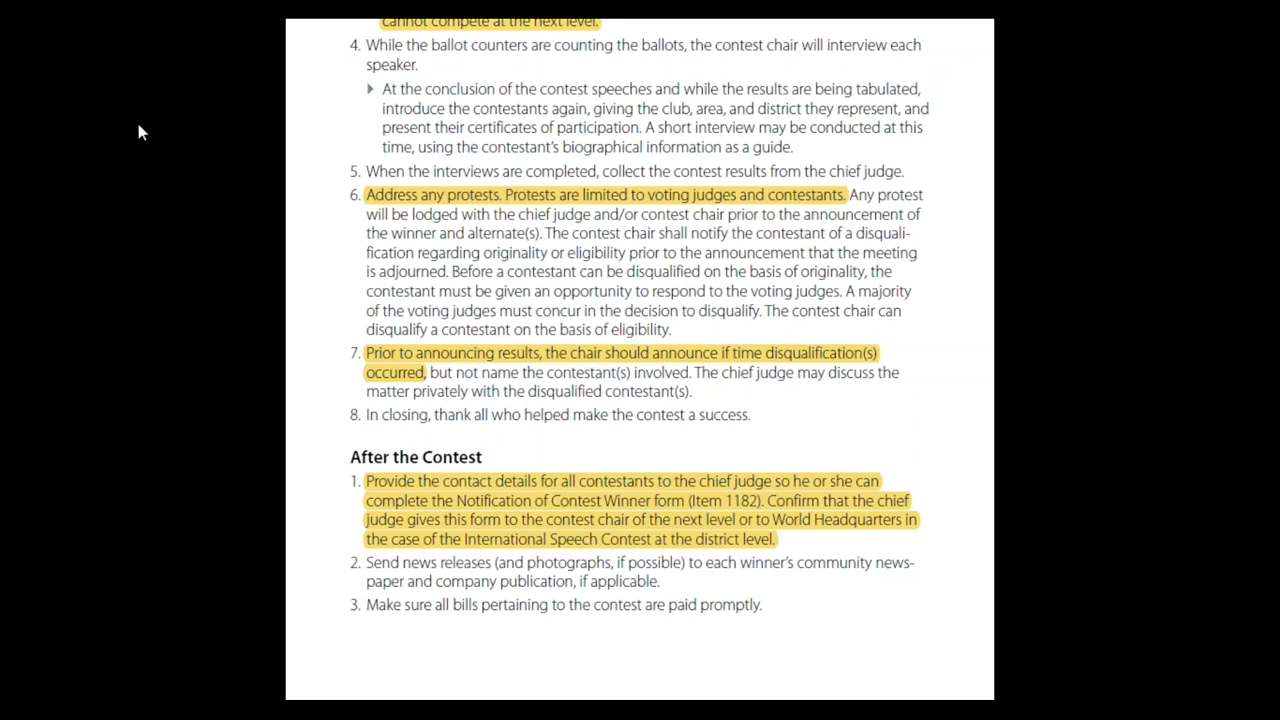 cannot compete at the next level.
4. While the ballot counters are counting the ballots, the contest chair will interview each
speaker.
▶ At the conclusion of the contest speeches and while the results are being tabulated,
introduce the contestants again, giving the club, area, and district they represent, and
present their certificates of participation. A short interview may be conducted at this
time, using the contestant's biographical information as a guide.
5. When the interviews are completed, collect the contest results from the chief judge.
6. Address any protests. Protests are limited to voting judges and contestants. Any protest
will be lodged with the chief judge and/or contest chair prior to the announcement of
the winner and alternate(s). The contest chair shall notify the contestant of a disquali-
fication regarding originality or eligibility prior to the announcement that the meeting
is adjourned. Before a contestant can be disqualified on the basis of originality, the
contestant must be given an opportunity to respond to the voting judges. A majority
of the voting judges must concur in the decision to disqualify. The contest chair can
disqualify a contestant on the basis of eligibility.
7. Prior to announcing results, the chair should announce if time disqualification(s)
occurred, but not name the contestant(s) involved. The chief judge may discuss the
matter privately with the disqualified contestant(s).
8. In closing, thank all who helped make the contest a success.
After the Contest
1. Provide the contact details for all contestants to the chief judge so he or she can
complete the Notification of Contest Winner form (Item 1182). Confirm that the chief
judge gives this form to the contest chair of the next level or to World Headquarters in
the case of the International Speech Contest at the district level.
2. Send news releases (and photographs, if possible) to each winner's community news-
paper and company publication, if applicable.
3. Make sure all bills pertaining to the contest are paid promptly.